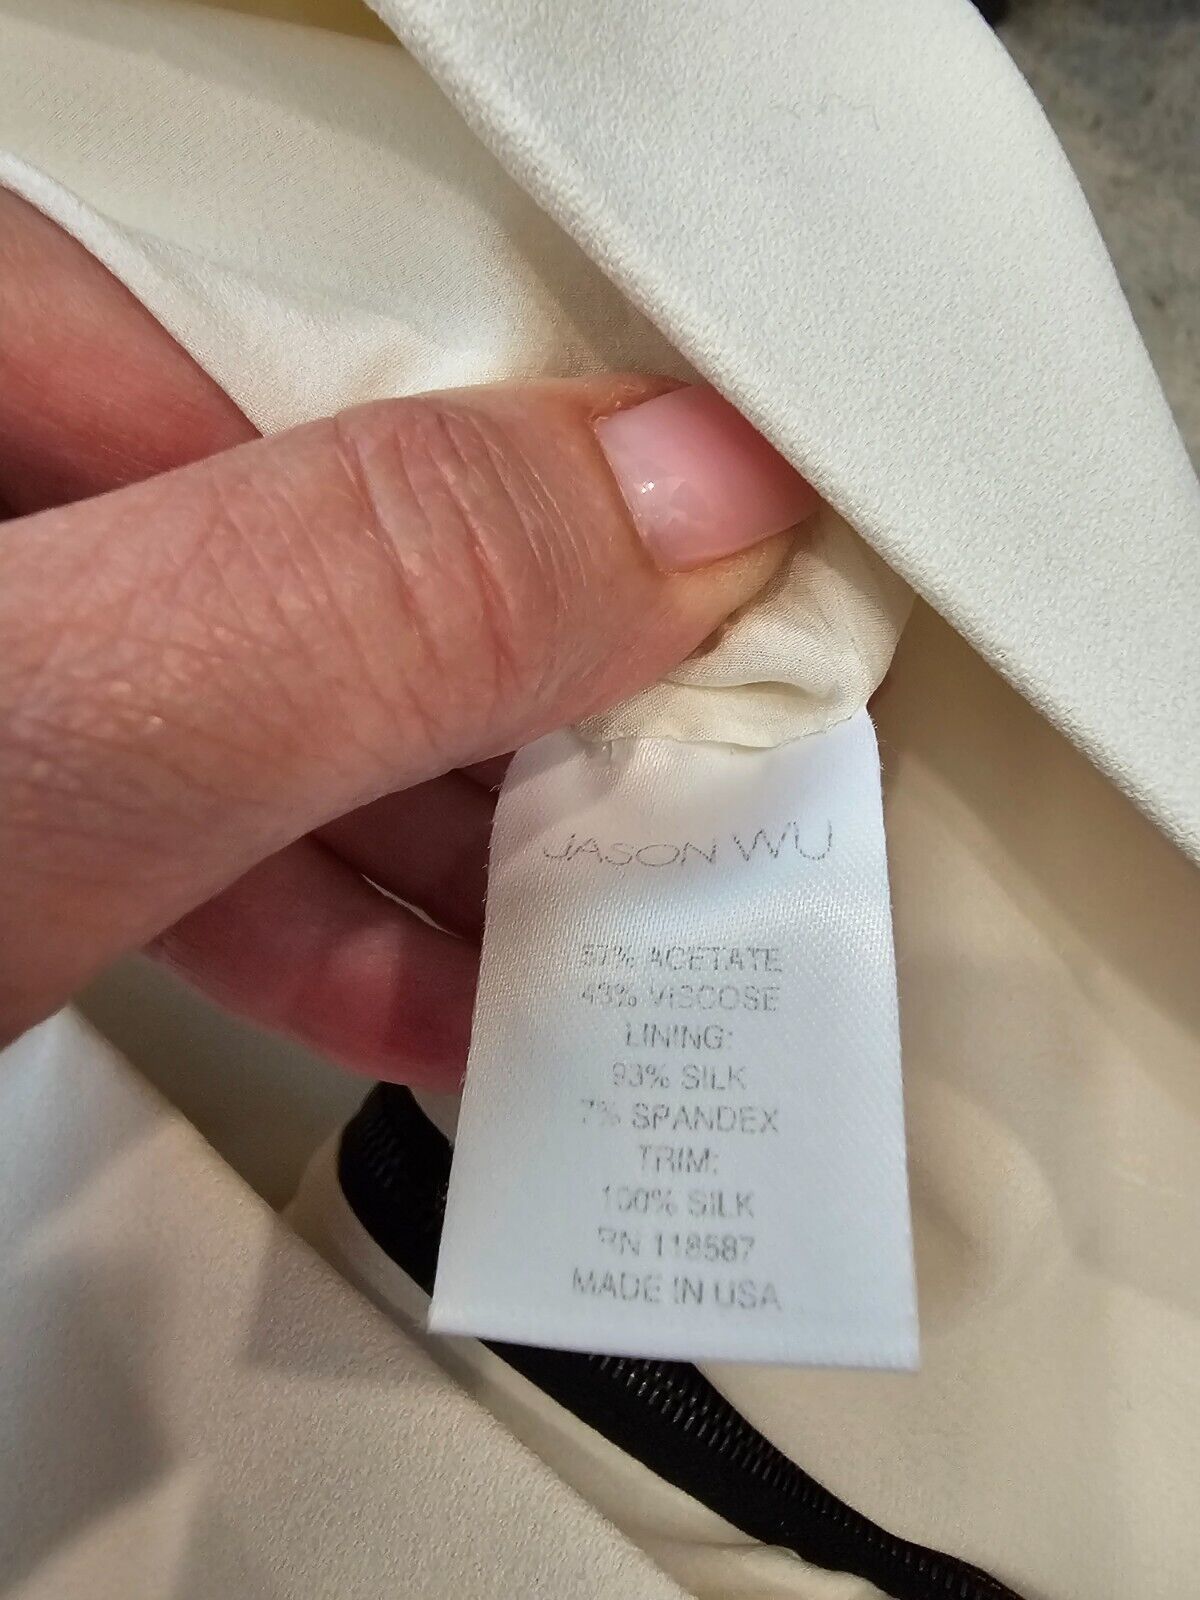 JASON WU
57% ACETATE
43% VISCOSE
LINING:
93% SILK
7% SPANDEX
TRIM:
100% SILK
RN 118587
MADE IN USA